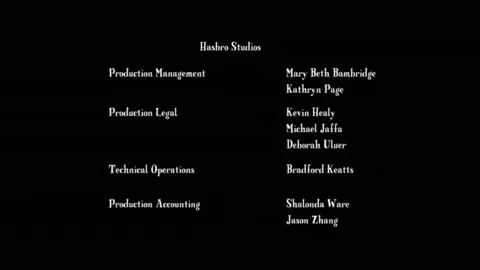 Hasbro Studios
Production Management Mary Beth Bambridge
Kathryn Page
Production Legal Kevin Healy
Michael Jaffa
Deborah Uluer
Technical Operations Bradford Keatts
Production Accounting Shalonda Ware
Jason Zhang